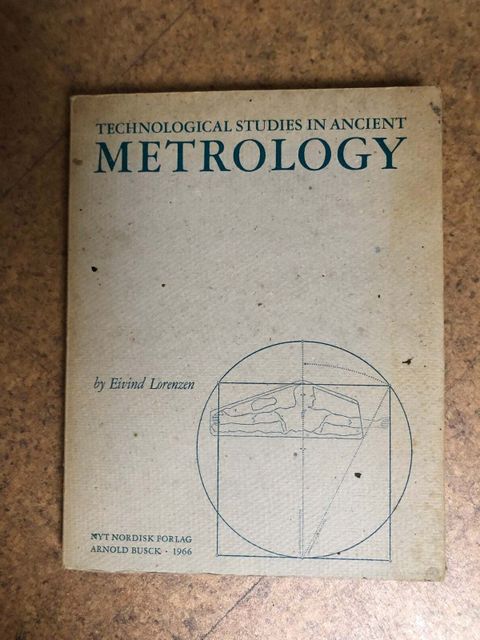 TECHNOLOGICAL STUDIES IN ANCIENT
METROLOGY
by Eivind Lorenzen
NYT NORDISK FORLAG
ARNOLD BUSCK · 1966